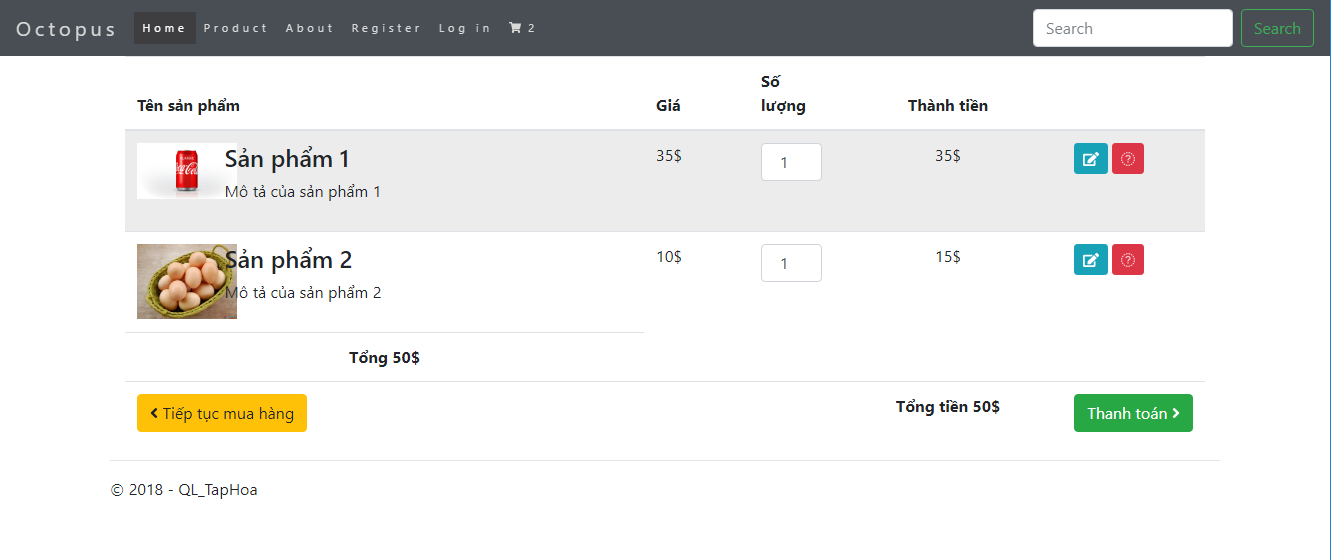 Octopus Home Product About Register Log in 2 Search Search
Tên sản phẩm Giá Số lượng Thành tiền
Sản phẩm 1 35$ 1 35$
Mô tả của sản phẩm 1
Sản phẩm 2 10$ 1 15$
Mô tả của sản phẩm 2
Tổng 50$
Tiếp tục mua hàng Tổng tiền 50$ Thanh toán
© 2018 - QL_TapHoa